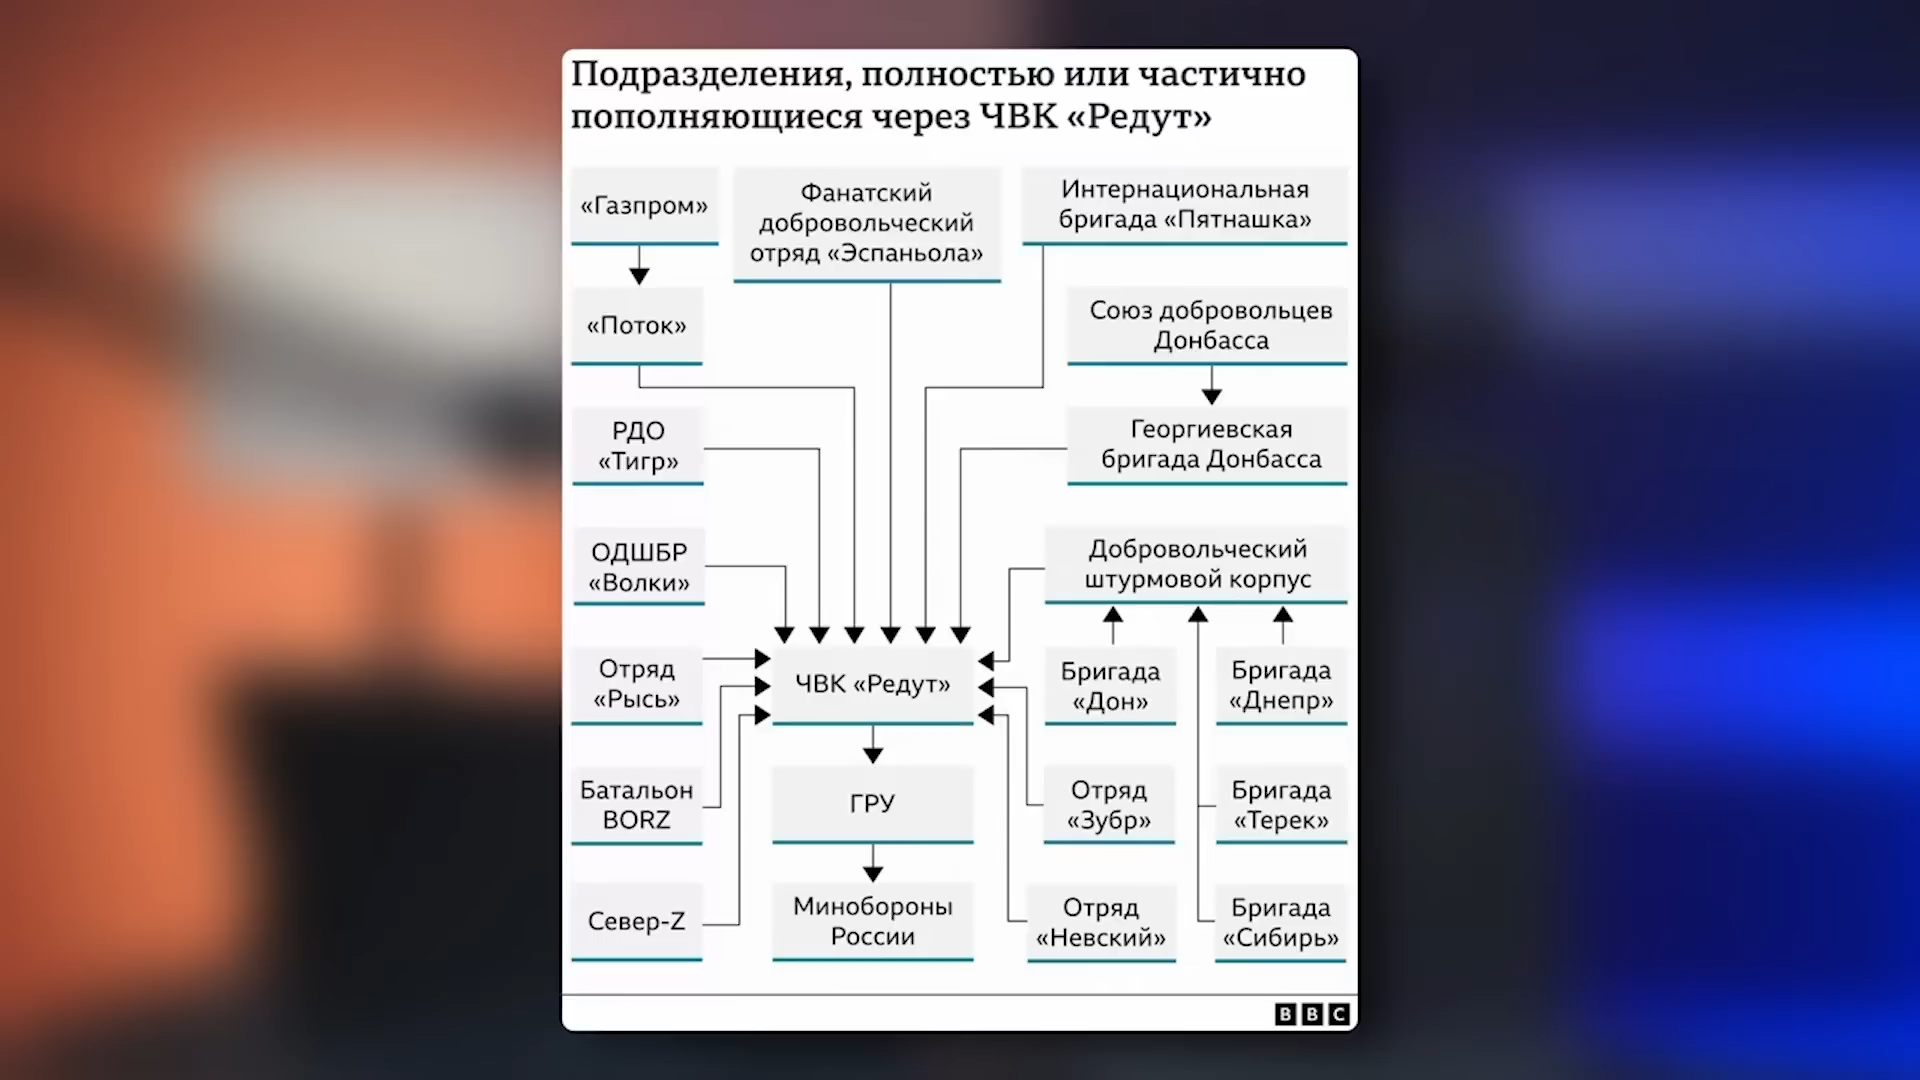 Подразделения, полностью или частично
пополняющиеся через ЧВК «Редут»
«Газпром»
Фанатский
добровольческий
отряд «Эспаньола»
Интернациональная
бригада «Пятнашка»
«Поток»
Союз добровольцев
Донбасса
РДО
«Тигр»
Георгиевская
бригада Донбасса
ОДШБР
«Волки»
Добровольческий
штурмовой корпус
Отряд
«Рысь»
ЧВК «Редут»
Бригада
«Дон»
Бригада
«Днепр»
Батальон
BORZ
ГРУ
Отряд
«Зубр»
Бригада
«Терек»
Север-Z
Минобороны
России
Отряд
«Невский»
Бригада
«Сибирь»
BBC